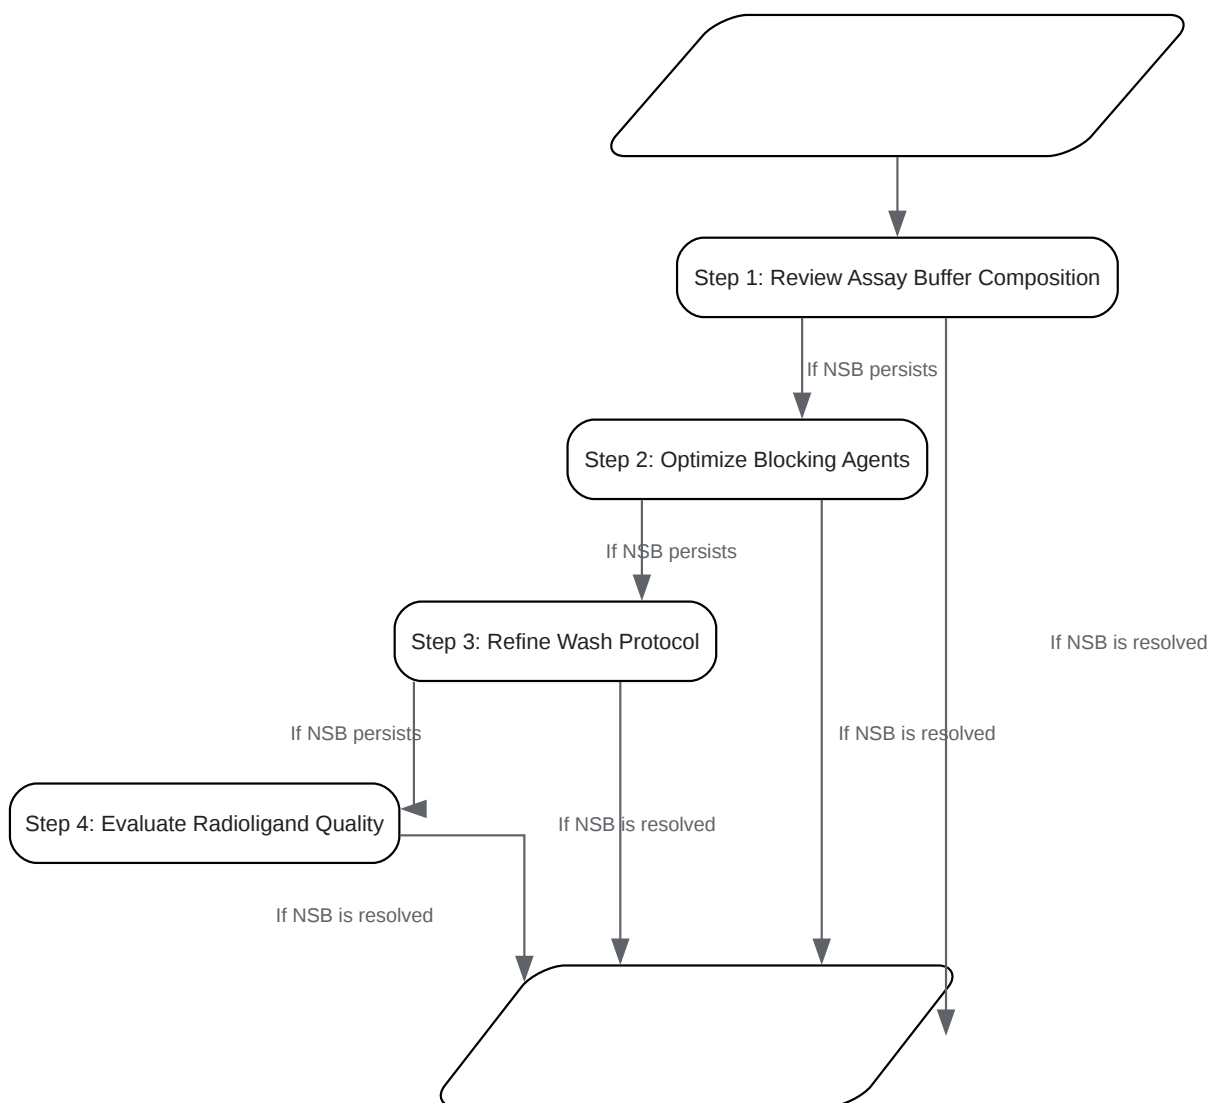 Step 1: Review Assay Buffer Composition
If NSB persists
Step 2: Optimize Blocking Agents
If NSB persists
Step 3: Refine Wash Protocol
If NSB is resolved
If NSB persists
If NSB is resolved
Step 4: Evaluate Radioligand Quality
If NSB is resolved
If NSB is resolved